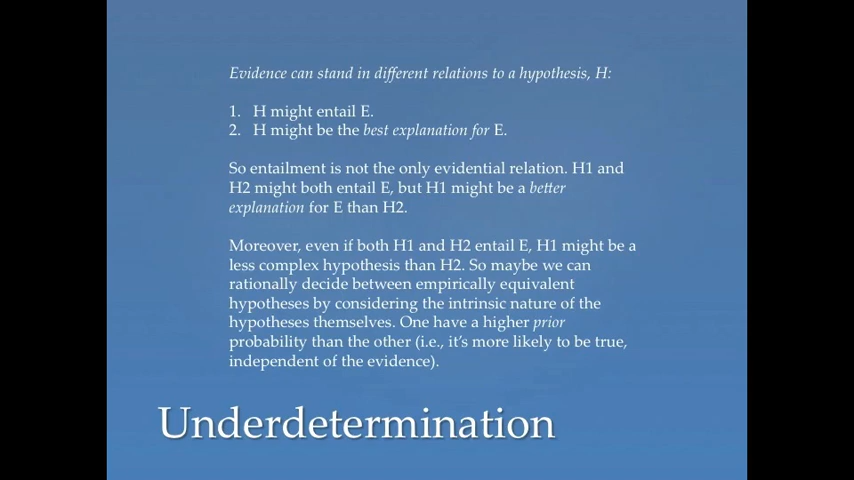 Evidence can stand in different relations to a hypothesis, H:
1. H might entail E.
2. H might be the best explanation for E.
So entailment is not the only evidential relation. H1 and
H2 might both entail E, but H1 might be a better
explanation for E than H2.
Moreover, even if both H1 and H2 entail E, H1 might be a
less complex hypothesis than H2. So maybe we can
rationally decide between empirically equivalent
hypotheses by considering the intrinsic nature of the
hypotheses themselves. One have a higher prior
probability than the other (i.e., it's more likely to be true,
independent of the evidence).
Underdetermination